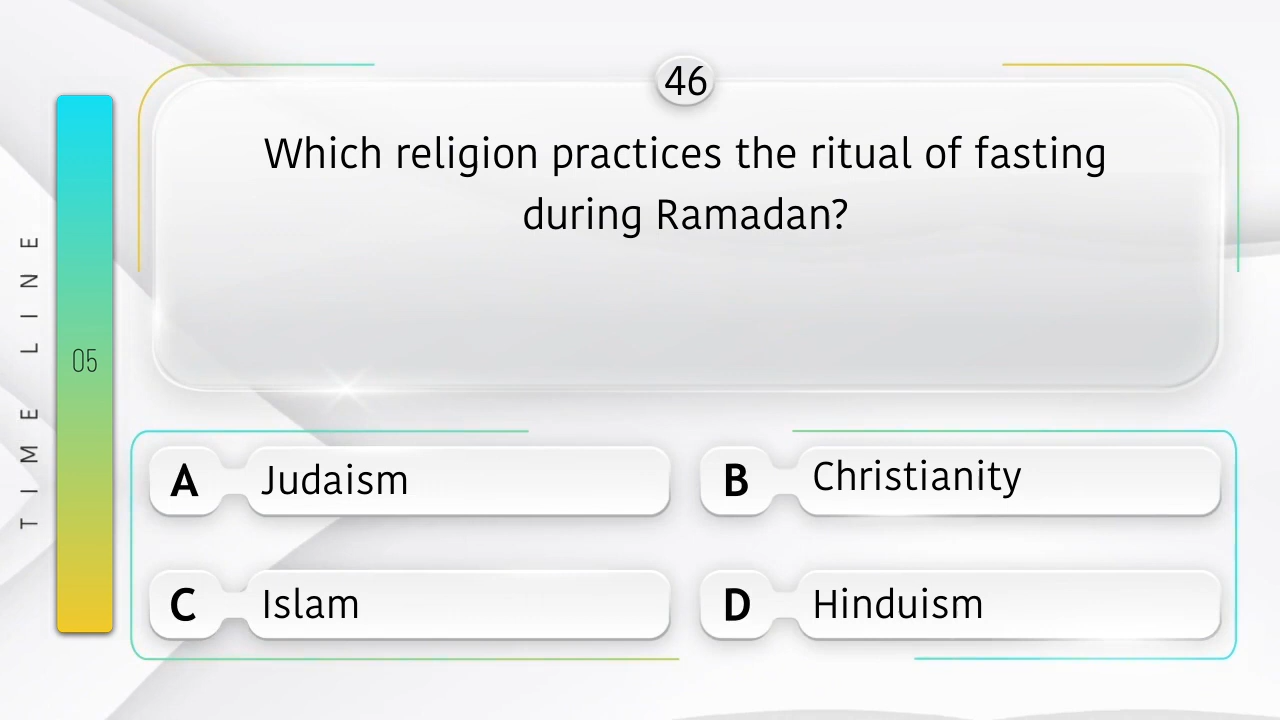 46
Which religion practices the ritual of fasting
during Ramadan?
TIME LINE
05
A Judaism
B Christianity
C Islam
D Hinduism